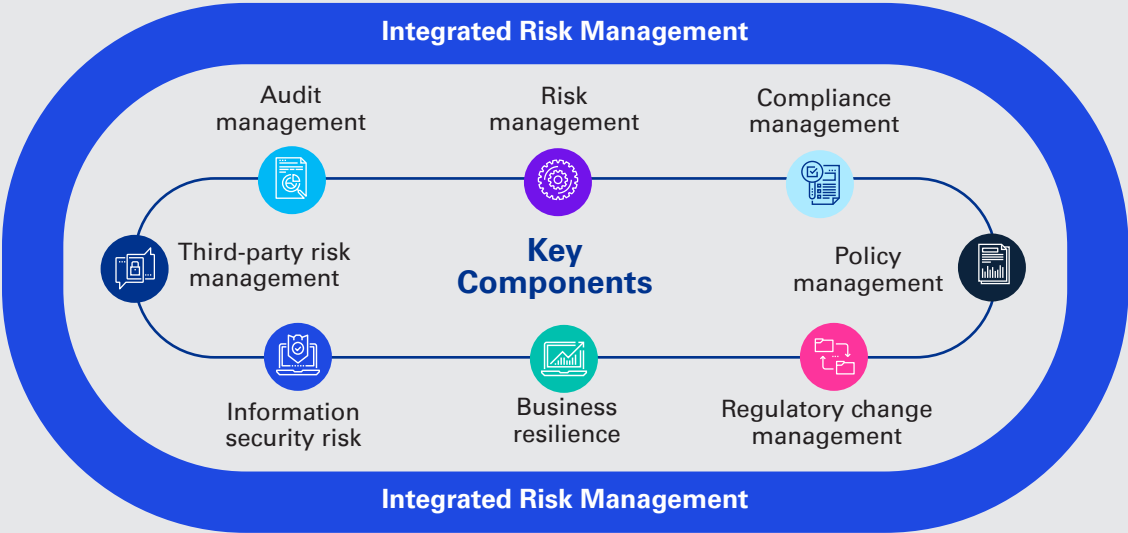 Integrated Risk Management
Audit
management
Risk
management
Compliance
management
Third-party risk
management
Key
Components
Policy
management
Information
security risk
Business
resilience
Regulatory change
management
Integrated Risk Management